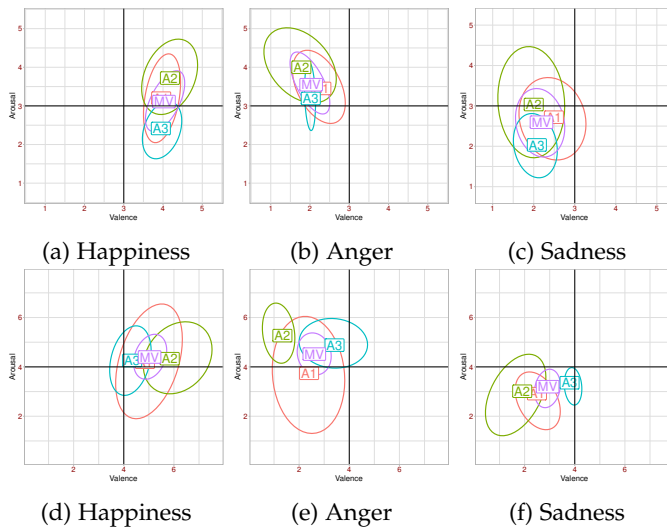 5
4
3
2
1
Arousal
A2
MV
A3
1 2 3 4 5
Valence
(a) Happiness
5
4
3
2
1
Arousal
A2
MV
A3
1
1 2 3 4 5
Valence
(b) Anger
5
4
3
2
1
Arousal
A2
A1
MV
A3
1 2 3 4 5
Valence
(c) Sadness
6
4
2
Arousal
A3
MV
A2
2 4 6
Valence
(d) Happiness
6
4
2
Arousal
A2
A3
MV
A1
2 4 6
Valence
(e) Anger
6
4
2
Arousal
A2
A1
MV
A3
2 4 6
Valence
(f) Sadness